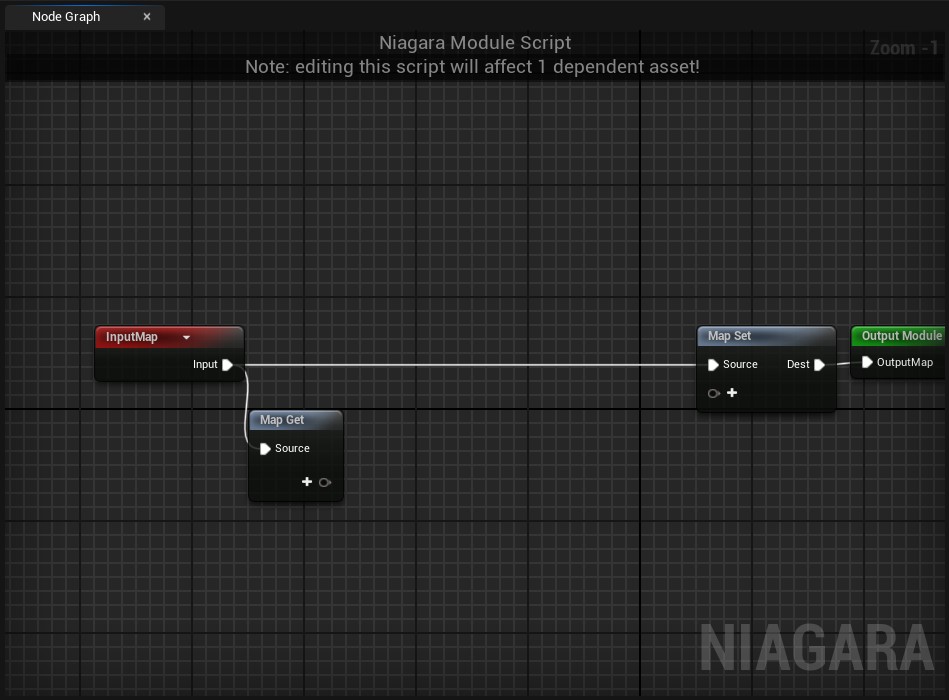 Node Graph
Niagara Module Script
Zoom -1
Note: editing this script will affect 1 dependent asset!
InputMap
Input
Map Get
Source
Map Set
Source Dest
Output Module
OutputMap
NIAGARA